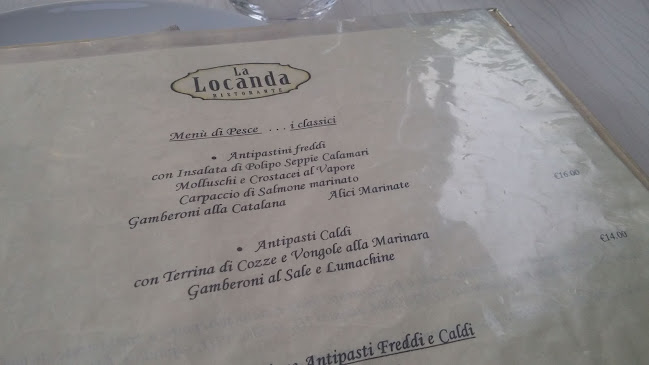 La
Locanda
RISTORANTE
Menù di Pesce ... i classici
• Antipastini freddi
con Insalata di Polipo Seppie Calamari
Molluschi e Crostacei al Vapore
Carpaccio di Salmone marinato
Gamberoni alla Catalana Alici Marinate €16.00
• Antipasti Caldi
con Terrina di Cozze e Vongole alla Marinara €14.00
Gamberoni al Sale e Lumachine
Antipasti Freddi e Caldi